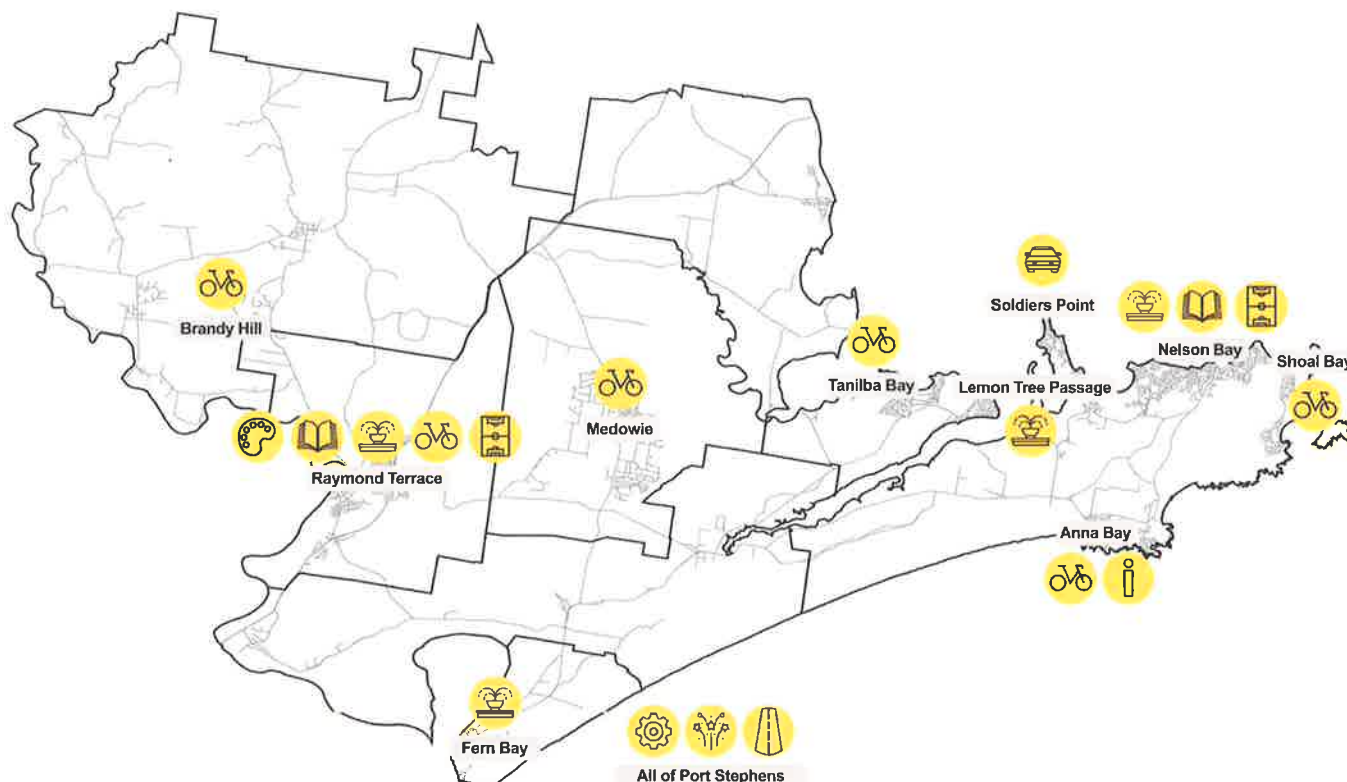 Soldiers Point
Brandy Hill
Nelson Bay
Shoal Bay
Tanilba Bay
Lemon Tree Passage
Medowie
Raymond Terrace
Anna Bay
Fern Bay
All of Port Stephens